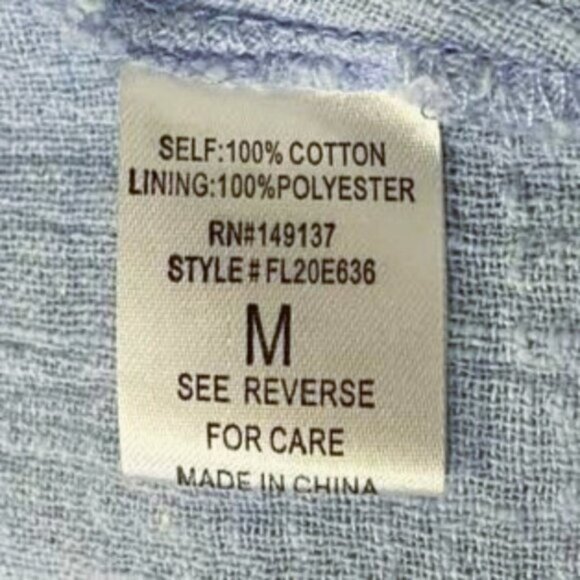 SELF:100% COTTON
LINING:100%POLYESTER
RN#149137
STYLE# FL20E636
M
SEE REVERSE
FOR CARE
MADE IN CHINA